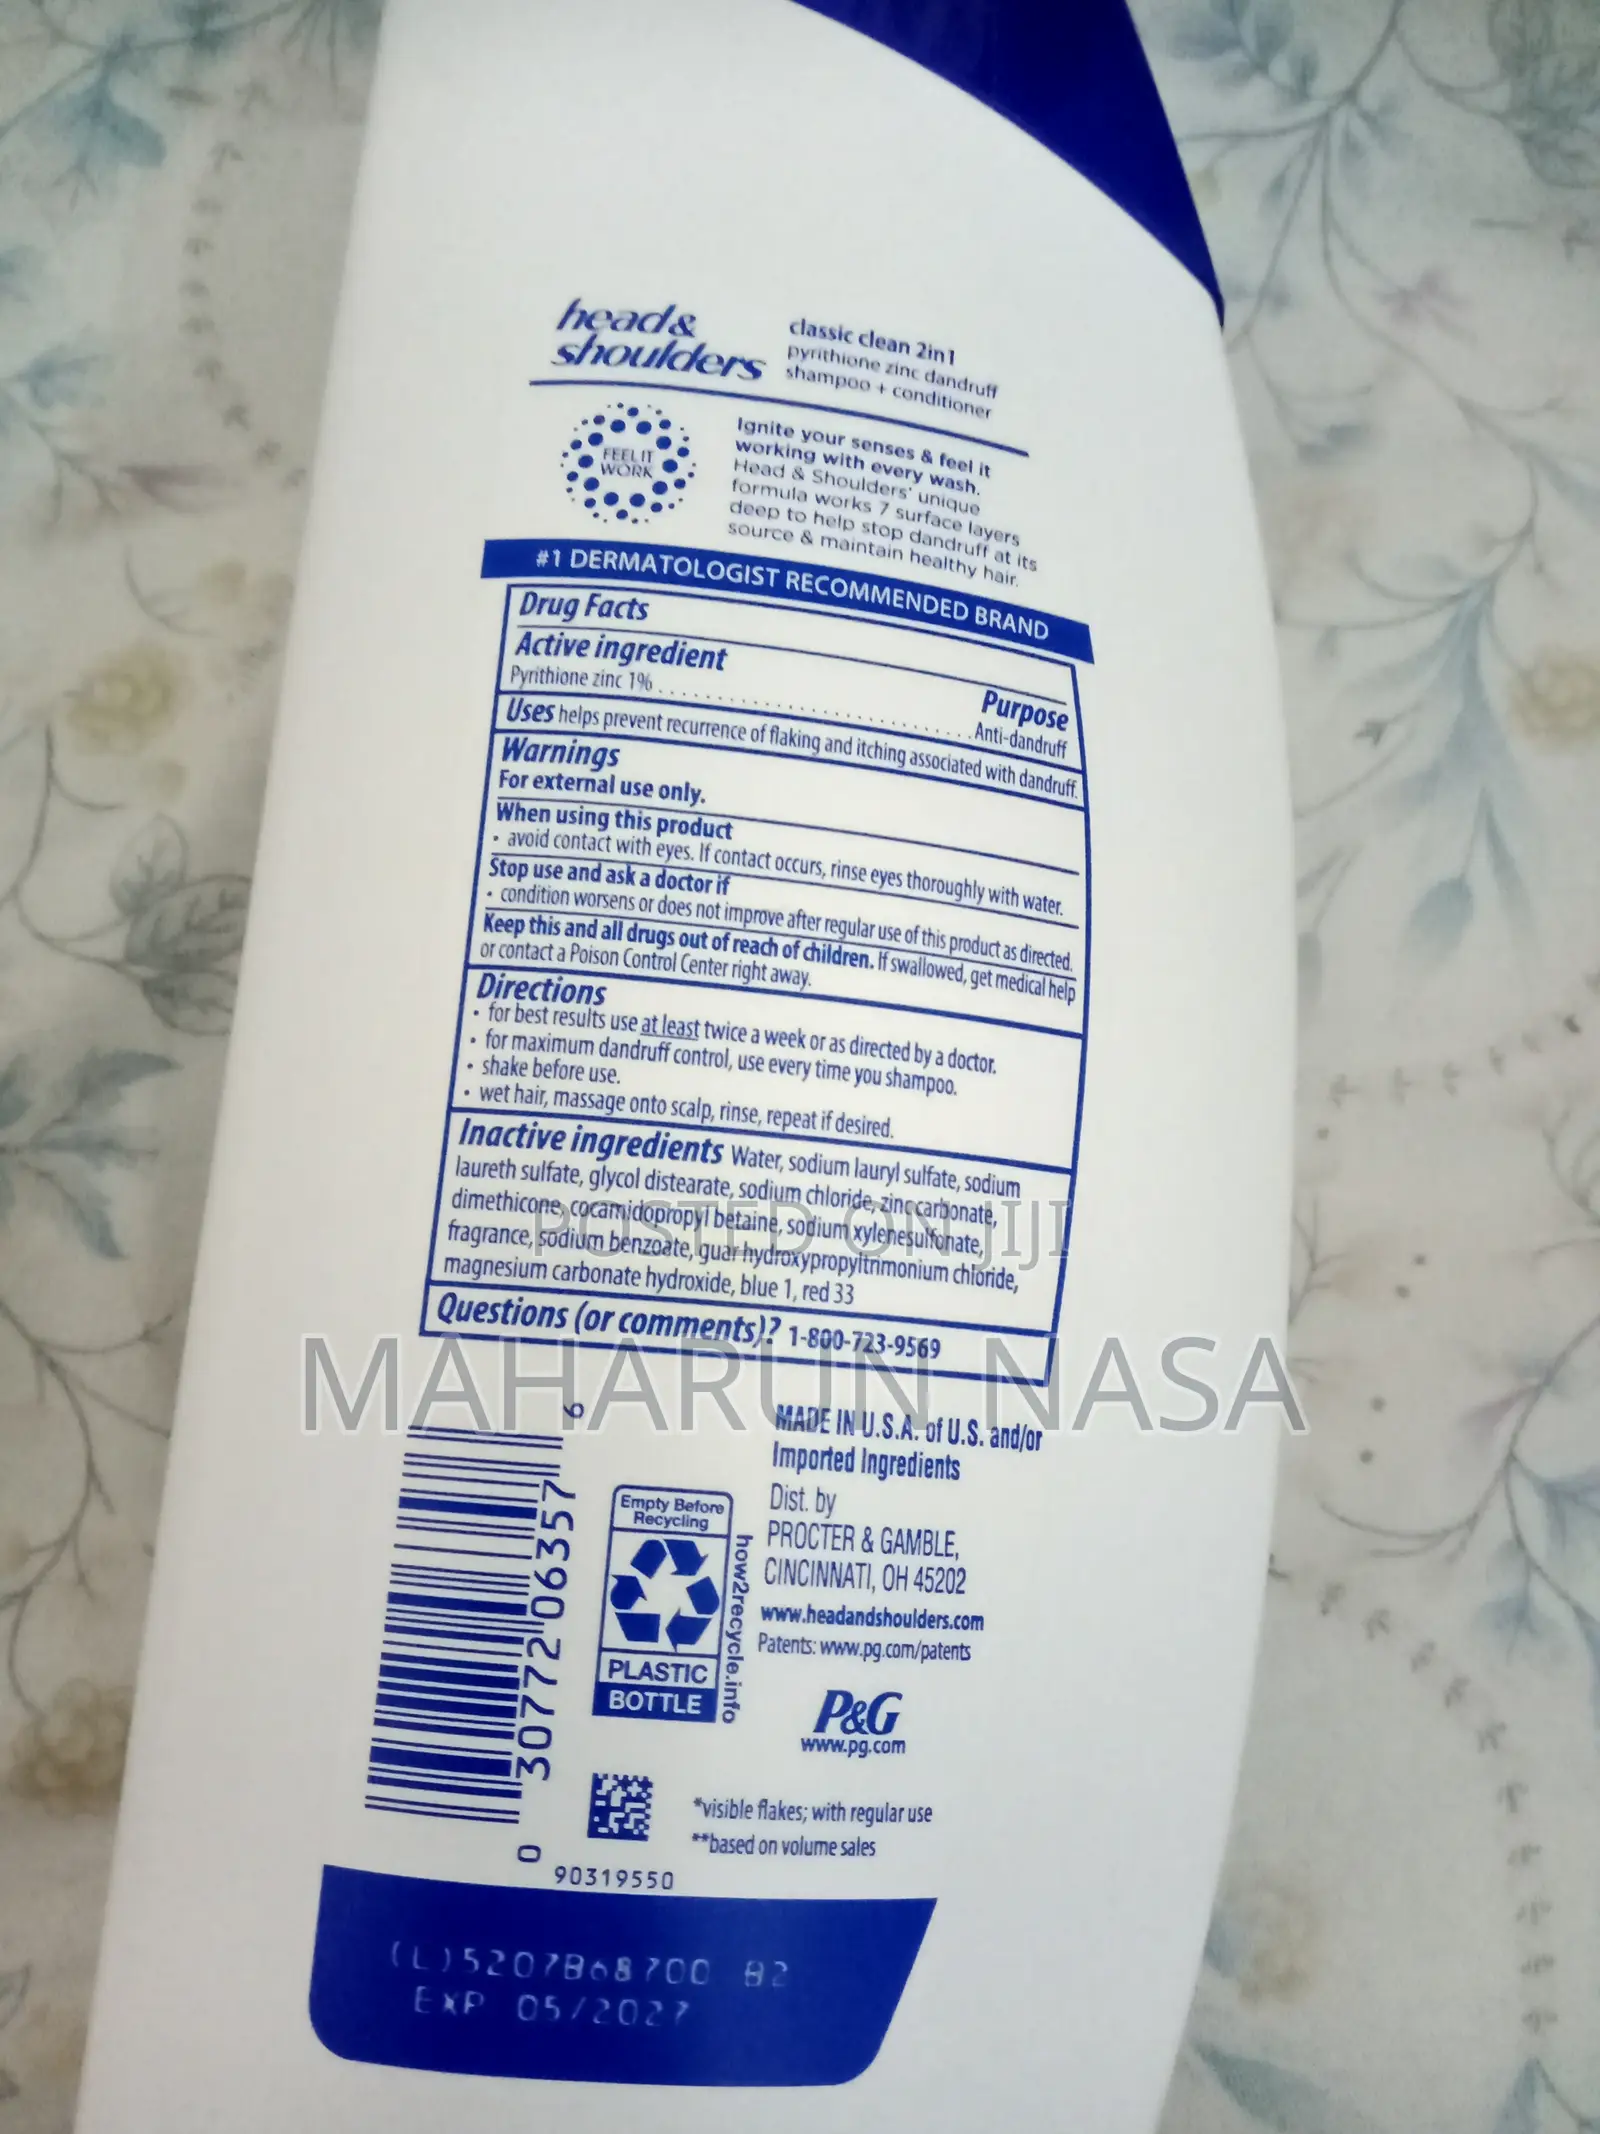 head&
shoulders
classic clean 2in1
pyrithione zinc dandruff
shampoo + conditioner
FEEL IT
WORK
Ignite your senses & feel it
working with every wash.
Head & Shoulders' unique
formula works 7 surface layers
deep to help stop dandruff at its
source & maintain healthy hair.
#1 DERMATOLOGIST RECOMMENDED BRAND
Drug Facts
Active ingredient Purpose
Pyrithione zinc 1% . . . . . . . . . . . . . . . . . . . . . . . . . . . Anti-dandruff
Uses helps prevent recurrence of flaking and itching associated with dandruff.
Warnings
For external use only.
When using this product
• avoid contact with eyes. If contact occurs, rinse eyes thoroughly with water.
Stop use and ask a doctor if
• condition worsens or does not improve after regular use of this product as directed.
Keep this and all drugs out of reach of children. If swallowed, get medical help
or contact a Poison Control Center right away.
Directions
• for best results use at least twice a week or as directed by a doctor.
• for maximum dandruff control, use every time you shampoo.
• shake before use.
• wet hair, massage onto scalp, rinse, repeat if desired.
Inactive ingredients Water, sodium lauryl sulfate, sodium
laureth sulfate, glycol distearate, sodium chloride, zinc carbonate,
dimethicone, cocamidopropyl betaine, sodium xylenesulfonate,
fragrance, sodium benzoate, guar hydroxypropyltrimonium chloride,
magnesium carbonate hydroxide, blue 1, red 33
Questions (or comments)? 1-800-723-9569
POSTED ON JIJI
MAHARUN NASA
0 30772 06357 6
Empty Before
Recycling
PLASTIC
BOTTLE
how2recycle.info
MADE IN U.S.A. of U.S. and/or
Imported Ingredients
Dist. by
PROCTER & GAMBLE,
CINCINNATI, OH 45202
www.headandshoulders.com
Patents: www.pg.com/patents
P&G
www.pg.com
*visible flakes; with regular use
**based on volume sales
90319550
(L)5207B68700 82
EXP 05/2027